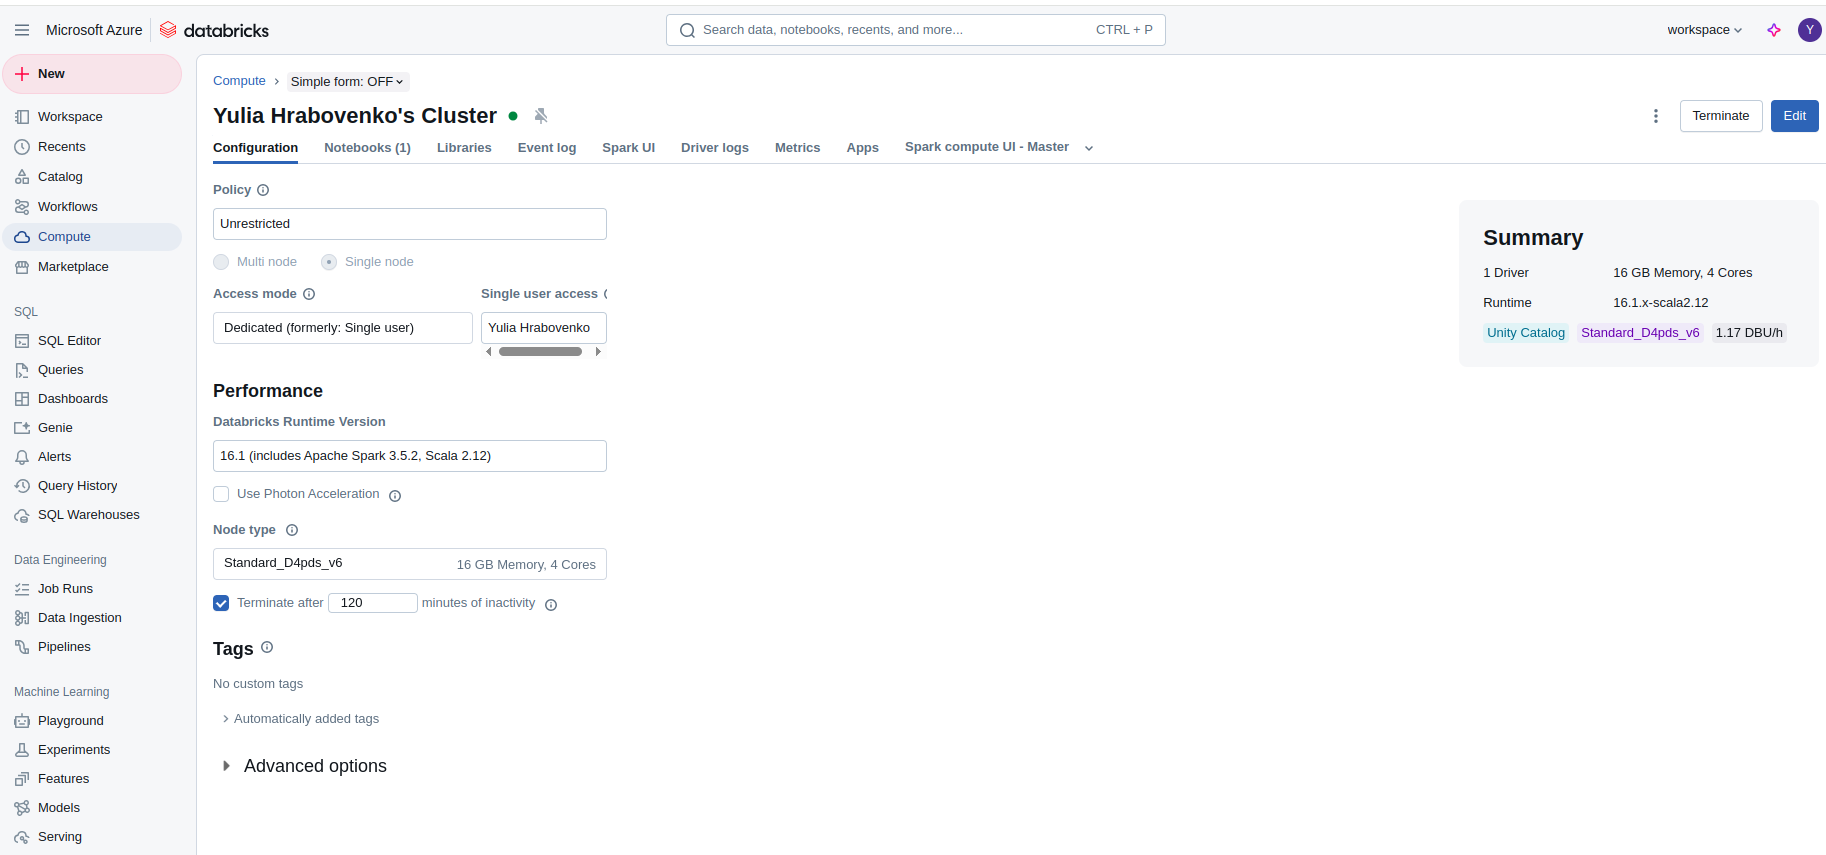 Microsoft Azure
databricks
Search data, notebooks, recents, and more...
CTRL + P
workspace
Y
New
Workspace
Recents
Catalog
Workflows
Compute
Marketplace
SQL
SQL Editor
Queries
Dashboards
Genie
Alerts
Query History
SQL Warehouses
Data Engineering
Job Runs
Data Ingestion
Pipelines
Machine Learning
Playground
Experiments
Features
Models
Serving
Compute > Simple form: OFF
Yulia Hrabovenko's Cluster
Terminate
Edit
Configuration
Notebooks (1)
Libraries
Event log
Spark UI
Driver logs
Metrics
Apps
Spark compute UI - Master
Policy
Unrestricted
Multi node
Single node
Access mode
Single user access
Dedicated (formerly: Single user)
Yulia Hrabovenko
Performance
Databricks Runtime Version
16.1 (includes Apache Spark 3.5.2, Scala 2.12)
Use Photon Acceleration
Node type
Standard_D4pds_v6
16 GB Memory, 4 Cores
Terminate after 120 minutes of inactivity
Tags
No custom tags
Automatically added tags
Advanced options
Summary
1 Driver
16 GB Memory, 4 Cores
Runtime
16.1.x-scala2.12
Unity Catalog
Standard_D4pds_v6
1.17 DBU/h